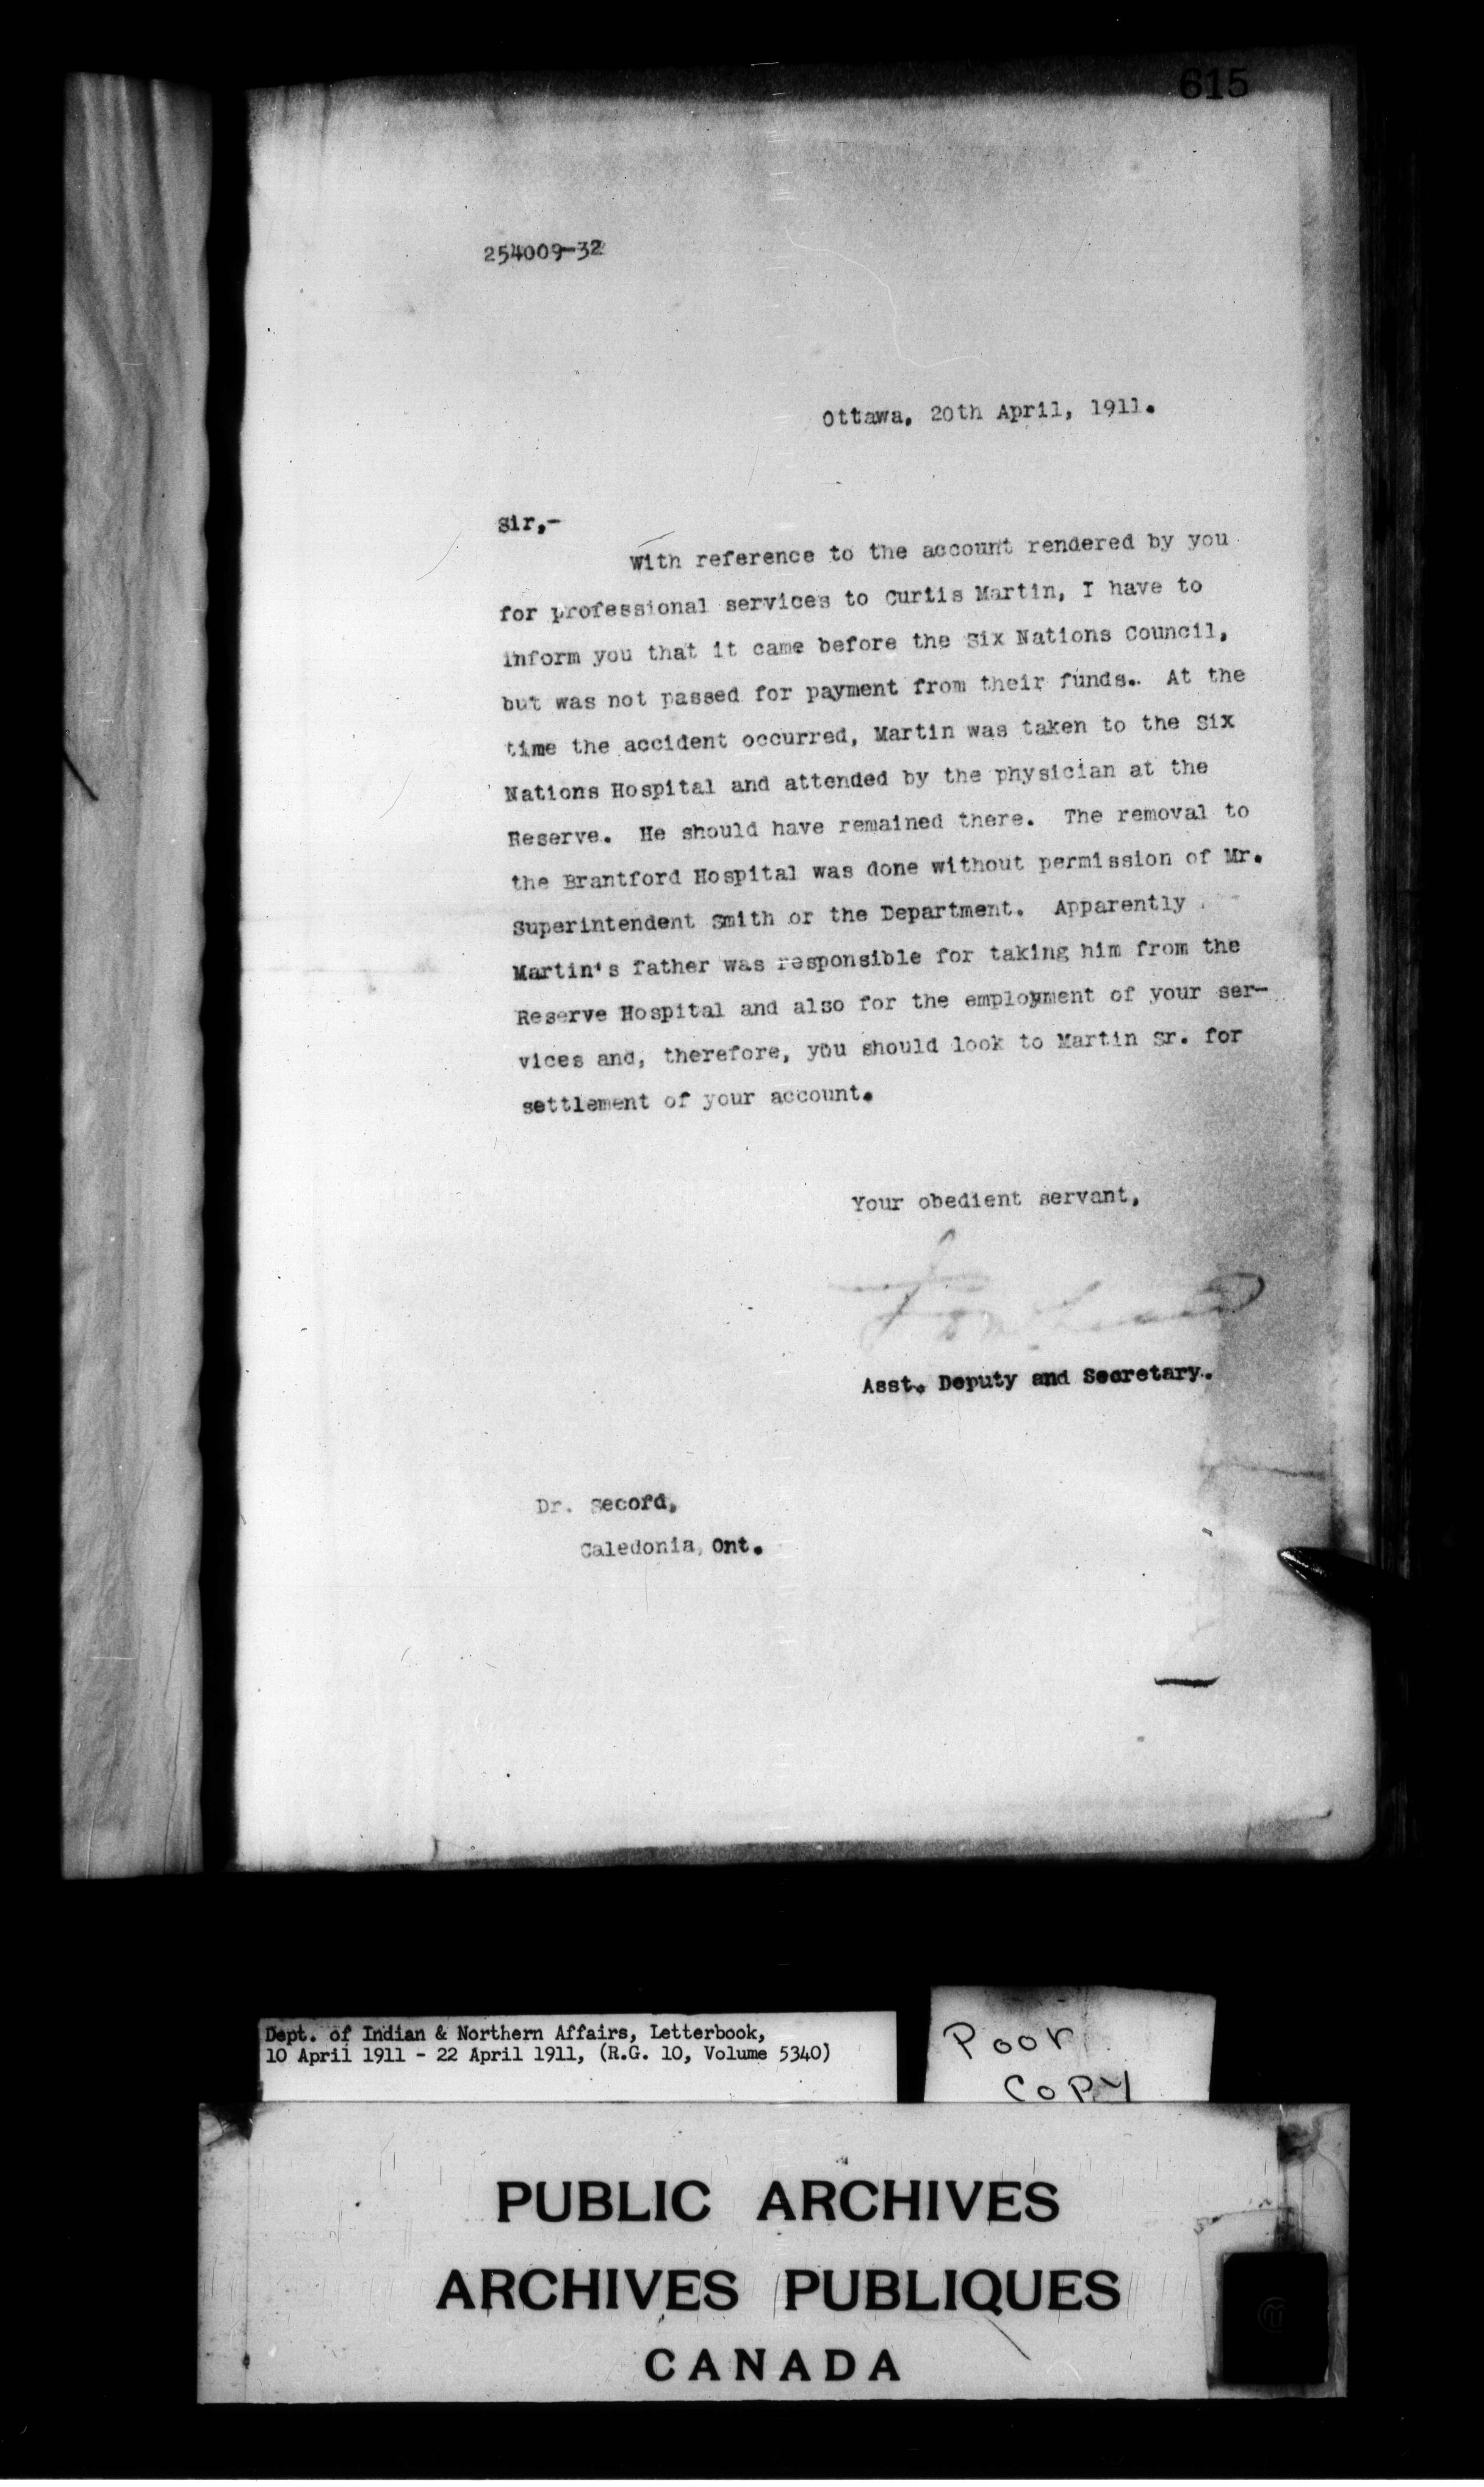 615
254009-32
Ottawa, 20th April, 1911.
Sir,-
With reference to the account rendered by you
for professional services to Curtis Martin, I have to
inform you that it came before the Six Nations Council,
but was not passed for payment from their funds. At the
time the accident occurred, Martin was taken to the Six
Nations Hospital and attended by the physician at the
Reserve. He should have remained there. The removal to
the Brantford Hospital was done without permission of Mr.
Superintendent Smith or the Department. Apparently
Martin's father was responsible for taking him from the
Reserve Hospital and also for the employment of your ser-
vices and, therefore, you should look to Martin Sr. for
settlement of your account.
Your obedient servant,
Asst. Deputy and Secretary.
Dr. Secord,
Caledonia, Ont.
Dept. of Indian & Northern Affairs, Letterbook,
10 April 1911 - 22 April 1911, (R.G. 10, Volume 5340)
Poor
COPY
PUBLIC ARCHIVES
ARCHIVES PUBLIQUES
CANADA